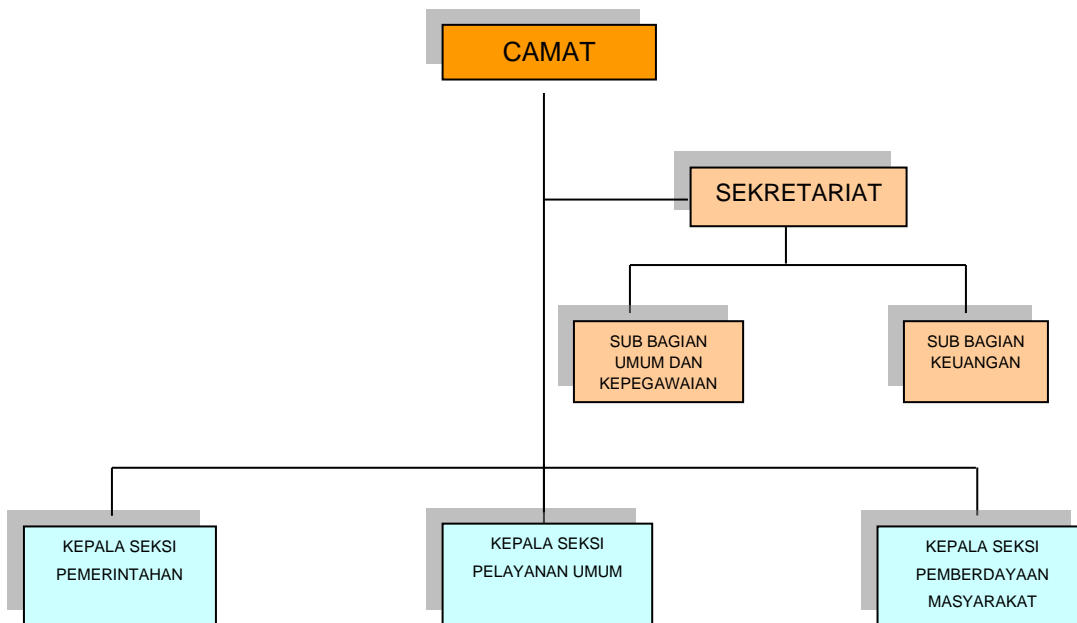 CAMAT
SEKRETARIAT
SUB BAGIAN
UMUM DAN
KEPEGAWAIAN
SUB BAGIAN
KEUANGAN
KEPALA SEKSI
PEMERINTAHAN
KEPALA SEKSI
PELAYANAN UMUM
KEPALA SEKSI
PEMBERDAYAAN
MASYARAKAT